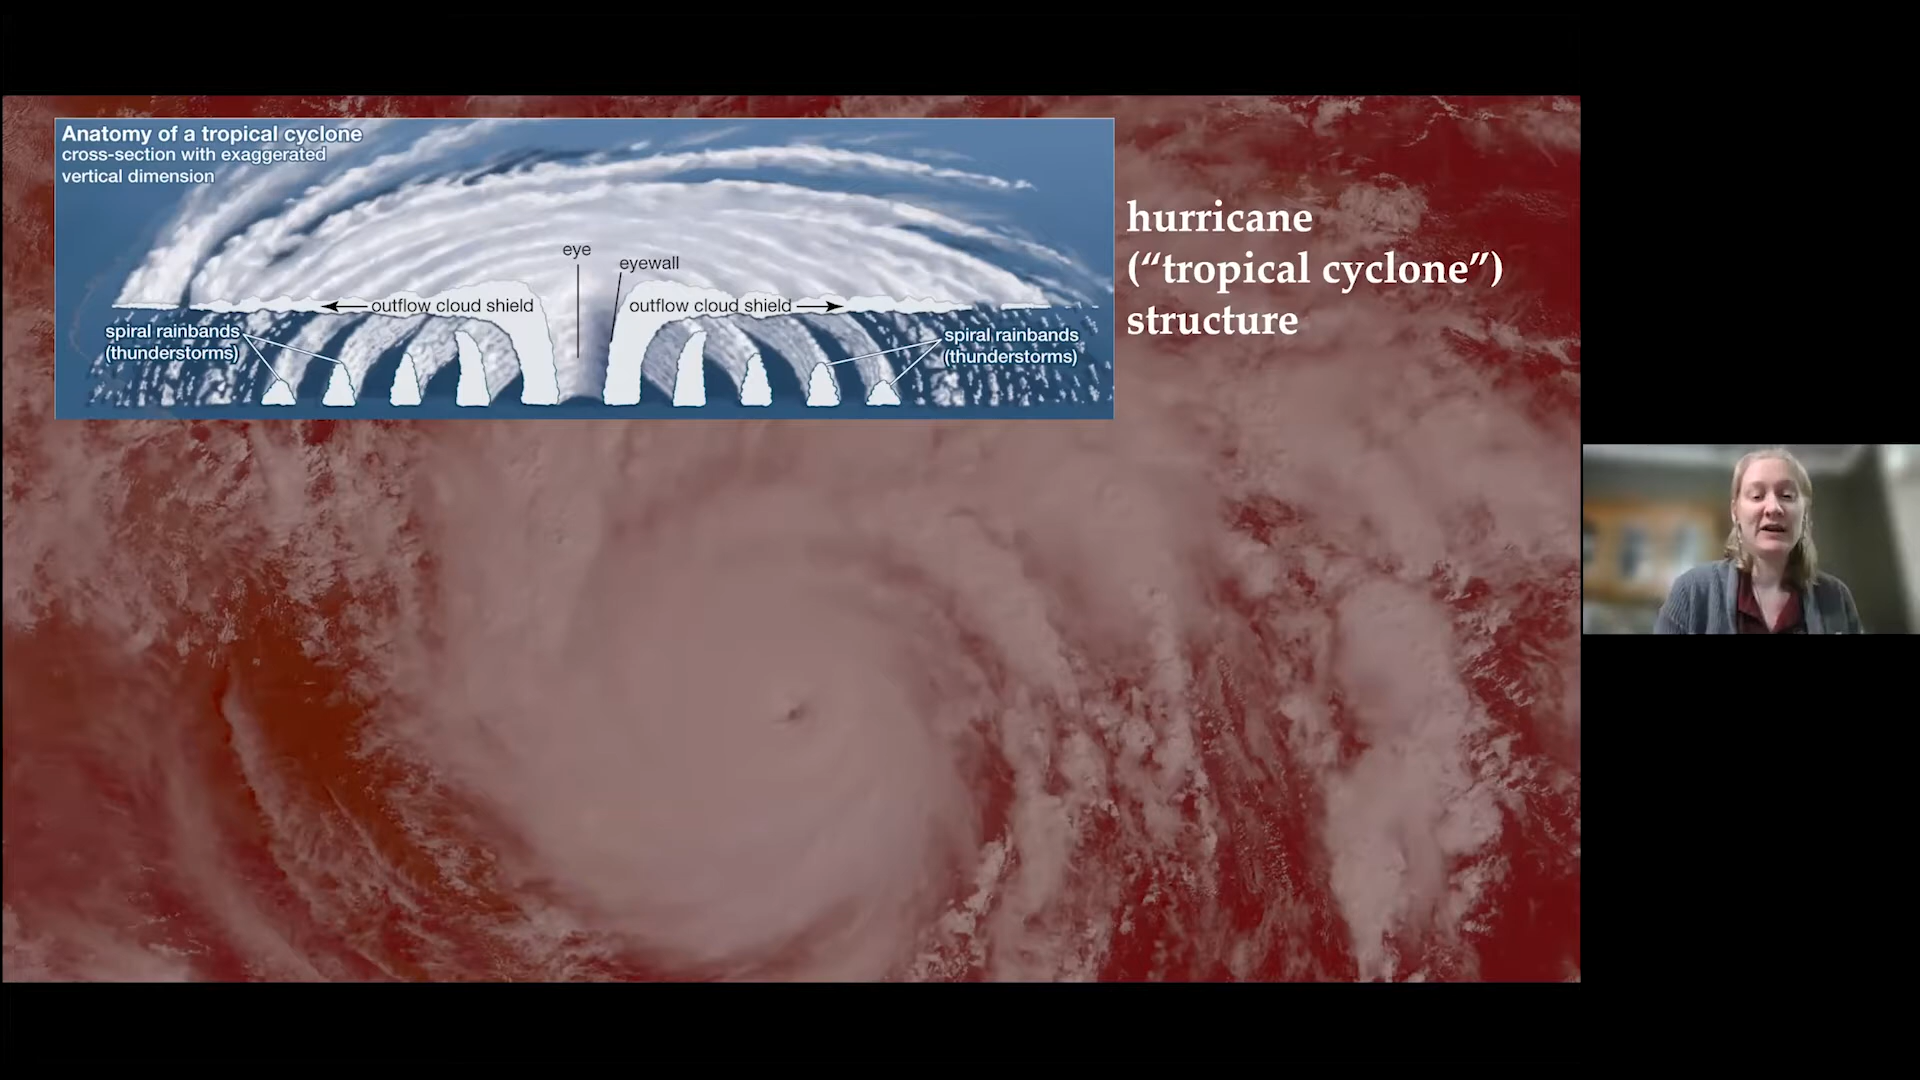 Anatomy of a tropical cyclone
cross-section with exaggerated
vertical dimension
eye
eyewall
outflow cloud shield
outflow cloud shield
spiral rainbands
(thunderstorms)
spiral rainbands
(thunderstorms)
hurricane
(“tropical cyclone”)
structure